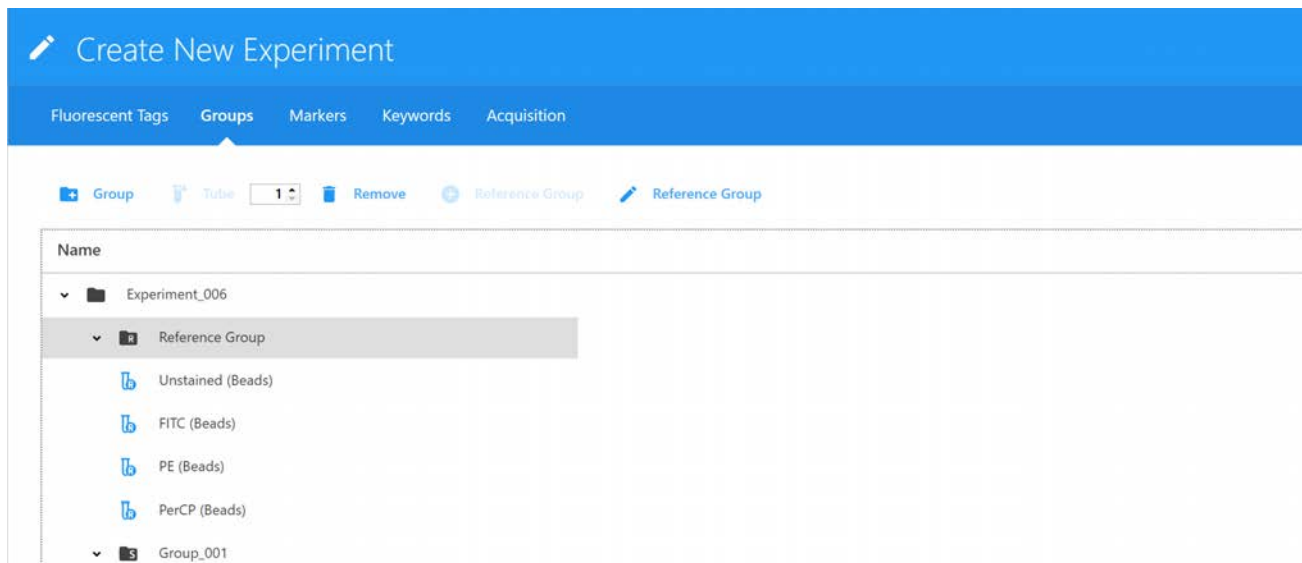 Create New Experiment
Fluorescent Tags Groups Markers Keywords Acquisition
Group Tube 1 Remove Reference Group Reference Group
Name
Experiment_006
R Reference Group
R Unstained (Beads)
R FITC (Beads)
R PE (Beads)
R PerCP (Beads)
S Group_001